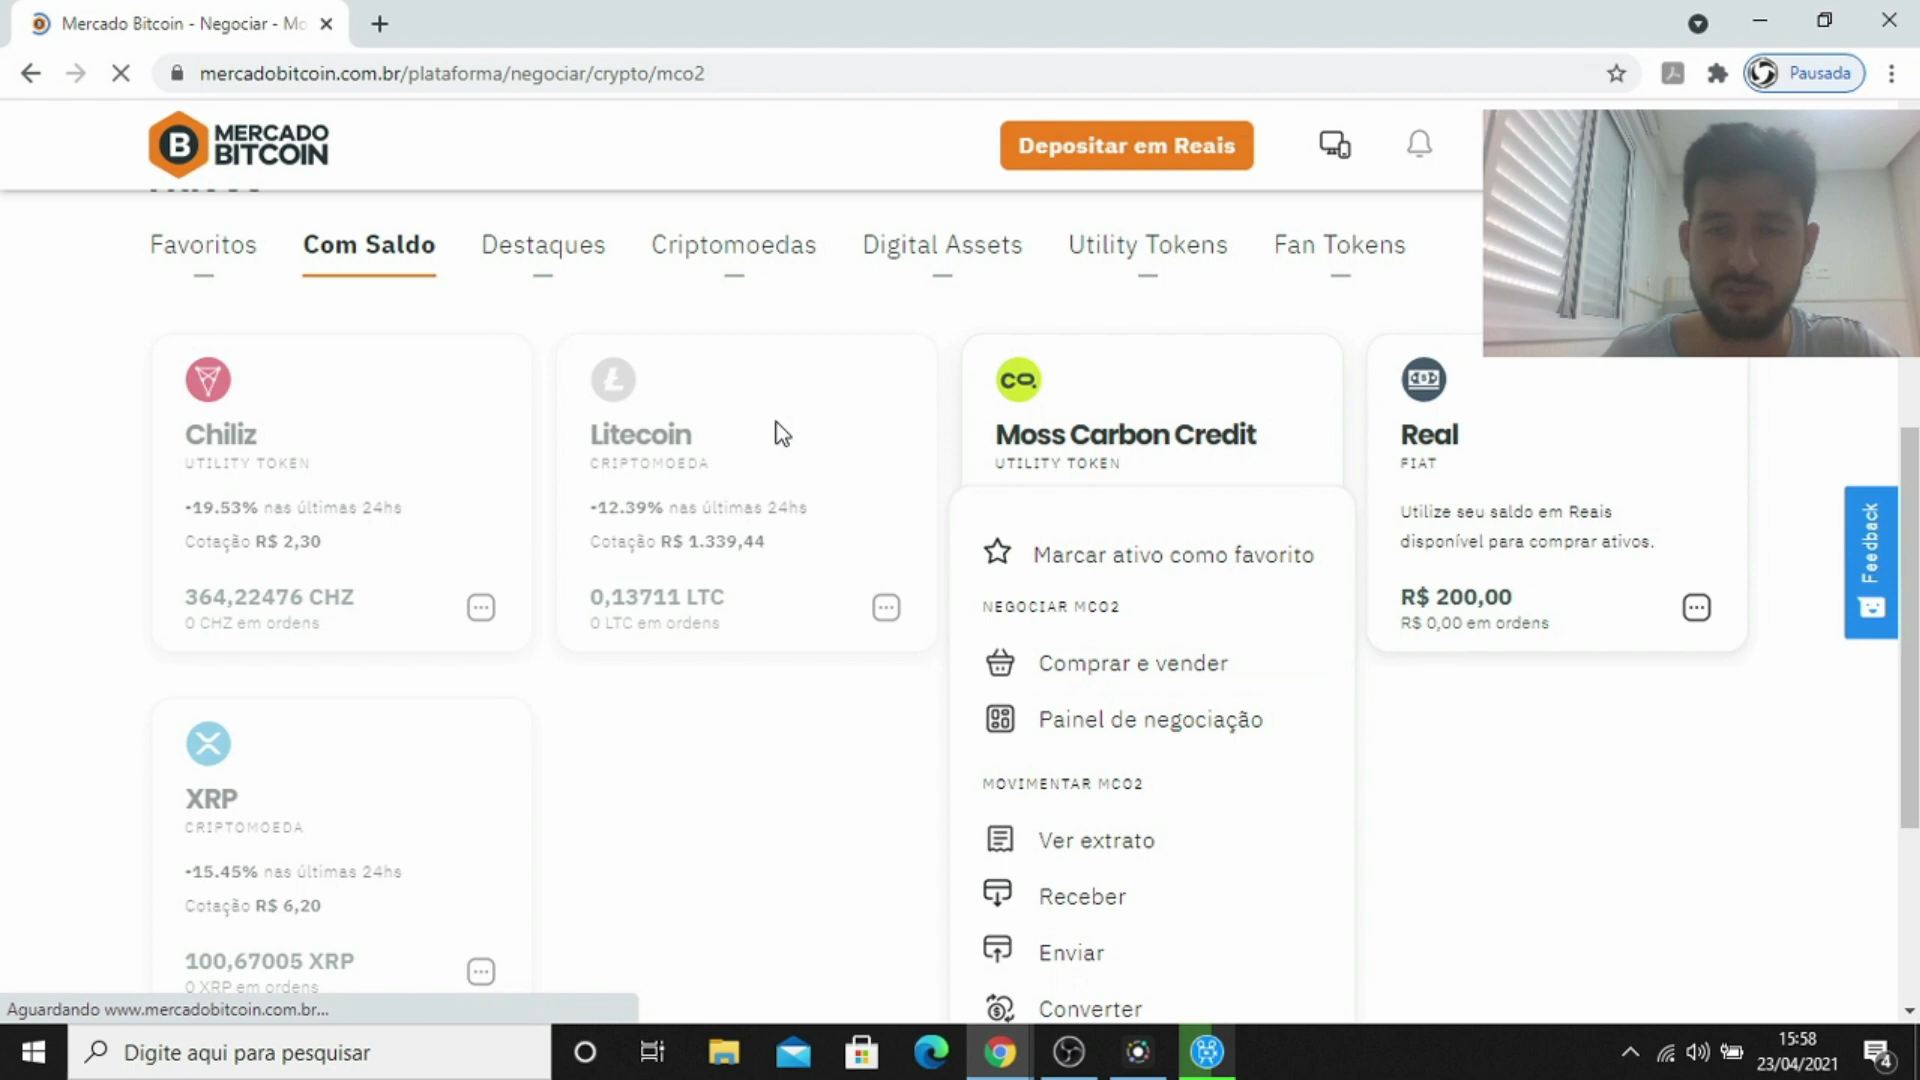 Mercado Bitcoin - Negociar - Mo
mercadobitcoin.com.br/plataforma/negociar/crypto/mco2
Pausada
MERCADO
BITCOIN
Depositar em Reais
Favoritos
Com Saldo
Destaques
Criptomoedas
Digital Assets
Utility Tokens
Fan Tokens
Chiliz
UTILITY TOKEN
-19.53% nas últimas 24hs
Cotação R$ 2,30
364,22476 CHZ
0 CHZ em ordens
Litecoin
CRIPTOMOEDA
-12.39% nas últimas 24hs
Cotação R$ 1.339,44
0,13711 LTC
0 LTC em ordens
CO.
Moss Carbon Credit
UTILITY TOKEN
Marcar ativo como favorito
NEGOCIAR MCO2
Comprar e vender
Painel de negociação
MOVIMENTAR MCO2
Ver extrato
Receber
Enviar
Converter
Real
FIAT
Utilize seu saldo em Reais
disponível para comprar ativos.
R$ 200,00
R$ 0,00 em ordens
Feedback
XRP
CRIPTOMOEDA
-15.45% nas últimas 24hs
Cotação R$ 6,20
100,67005 XRP
0 XRP em ordens
Aguardando www.mercadobitcoin.com.br...
Digite aqui para pesquisar
15:58
23/04/2021
4